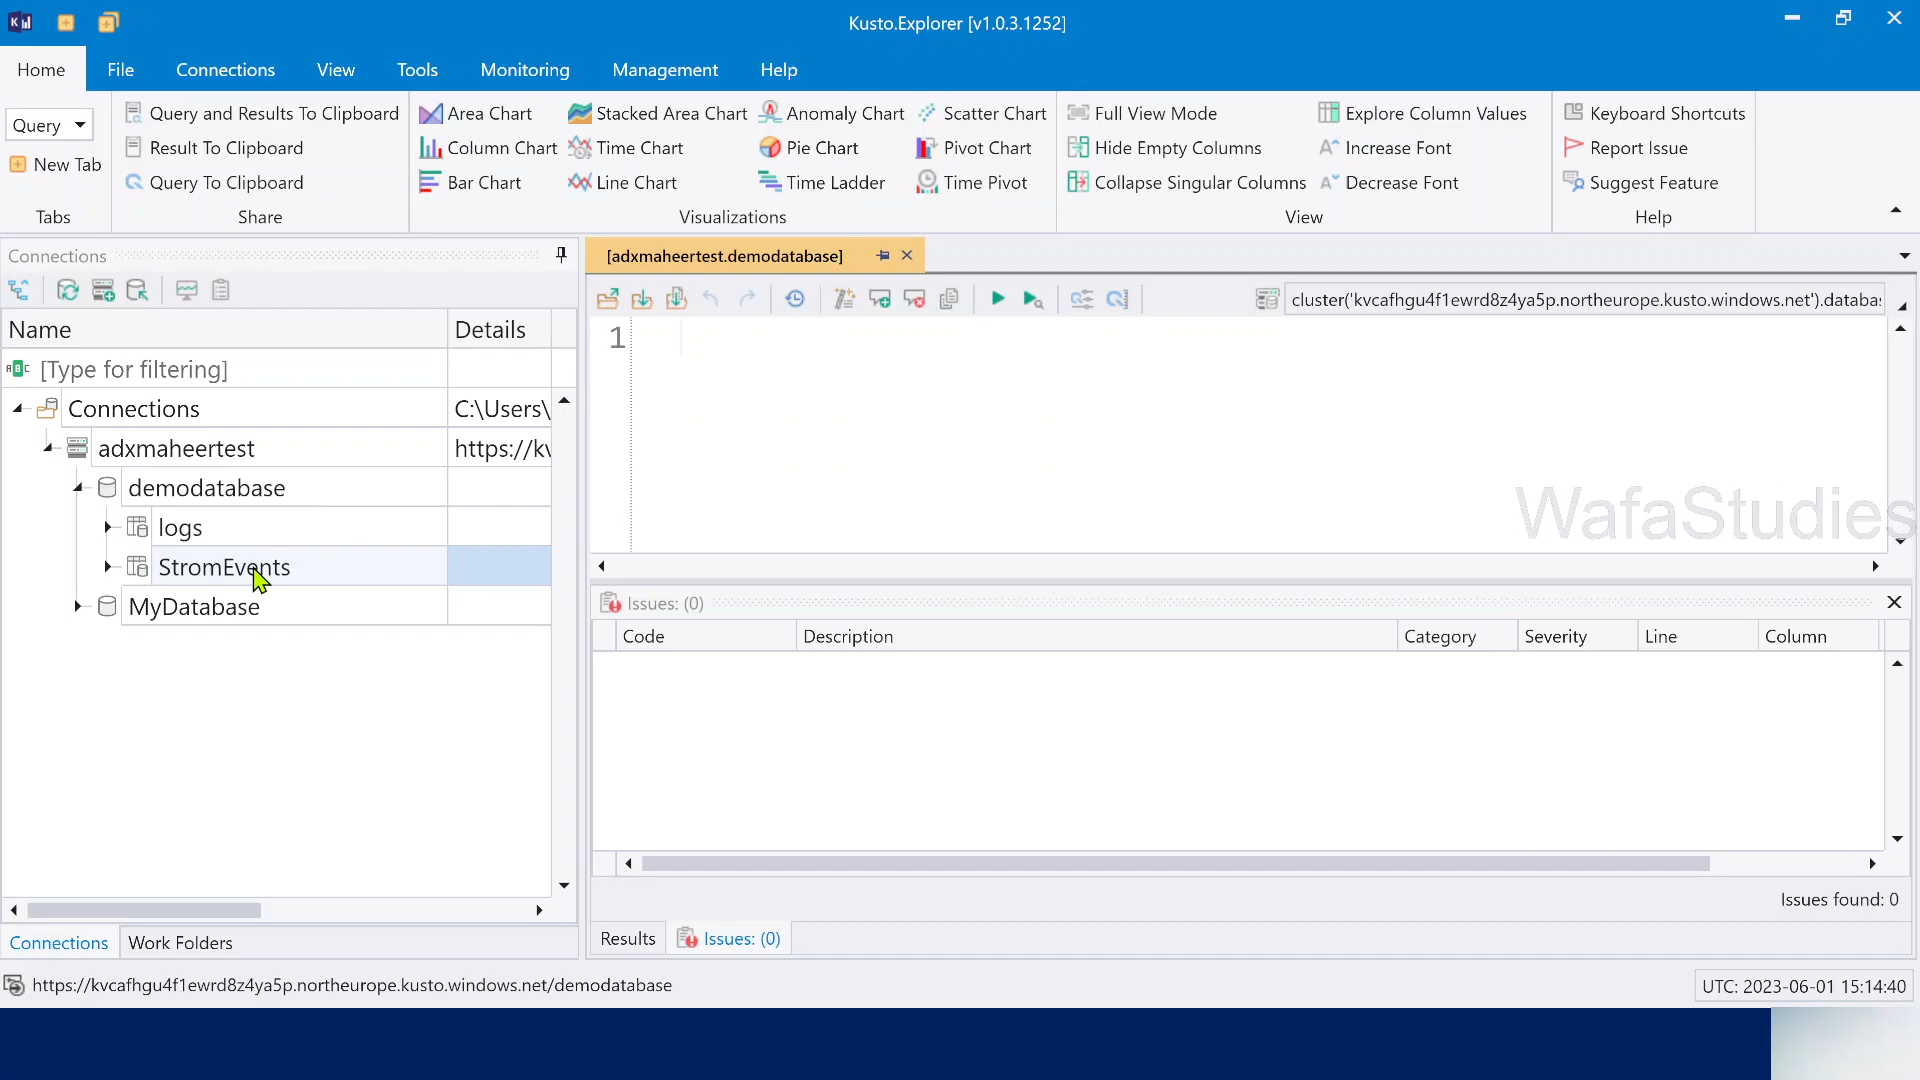 Kusto.Explorer [v1.0.3.1252]
Home File Connections View Tools Monitoring Management Help
Query
New Tab
Tabs
Query and Results To Clipboard
Result To Clipboard
Query To Clipboard
Share
Area Chart Stacked Area Chart Anomaly Chart Scatter Chart
Column Chart Time Chart Pie Chart Pivot Chart
Bar Chart Line Chart Time Ladder Time Pivot
Visualizations
Full View Mode Explore Column Values
Hide Empty Columns Increase Font
Collapse Singular Columns Decrease Font
View
Keyboard Shortcuts
Report Issue
Suggest Feature
Help
Connections
Name Details
[Type for filtering]
Connections C:\Users\
adxmaheertest https://kv
demodatabase
logs
StromEvents
MyDatabase
Connections Work Folders
[adxmaheertest.demodatabase]
cluster('kvcafhgu4f1ewrd8z4ya5p.northeurope.kusto.windows.net').databa
1
WafaStudies
Issues: (0)
Code Description Category Severity Line Column
Issues found: 0
Results Issues: (0)
https://kvcafhgu4f1ewrd8z4ya5p.northeurope.kusto.windows.net/demodatabase
UTC: 2023-06-01 15:14:40